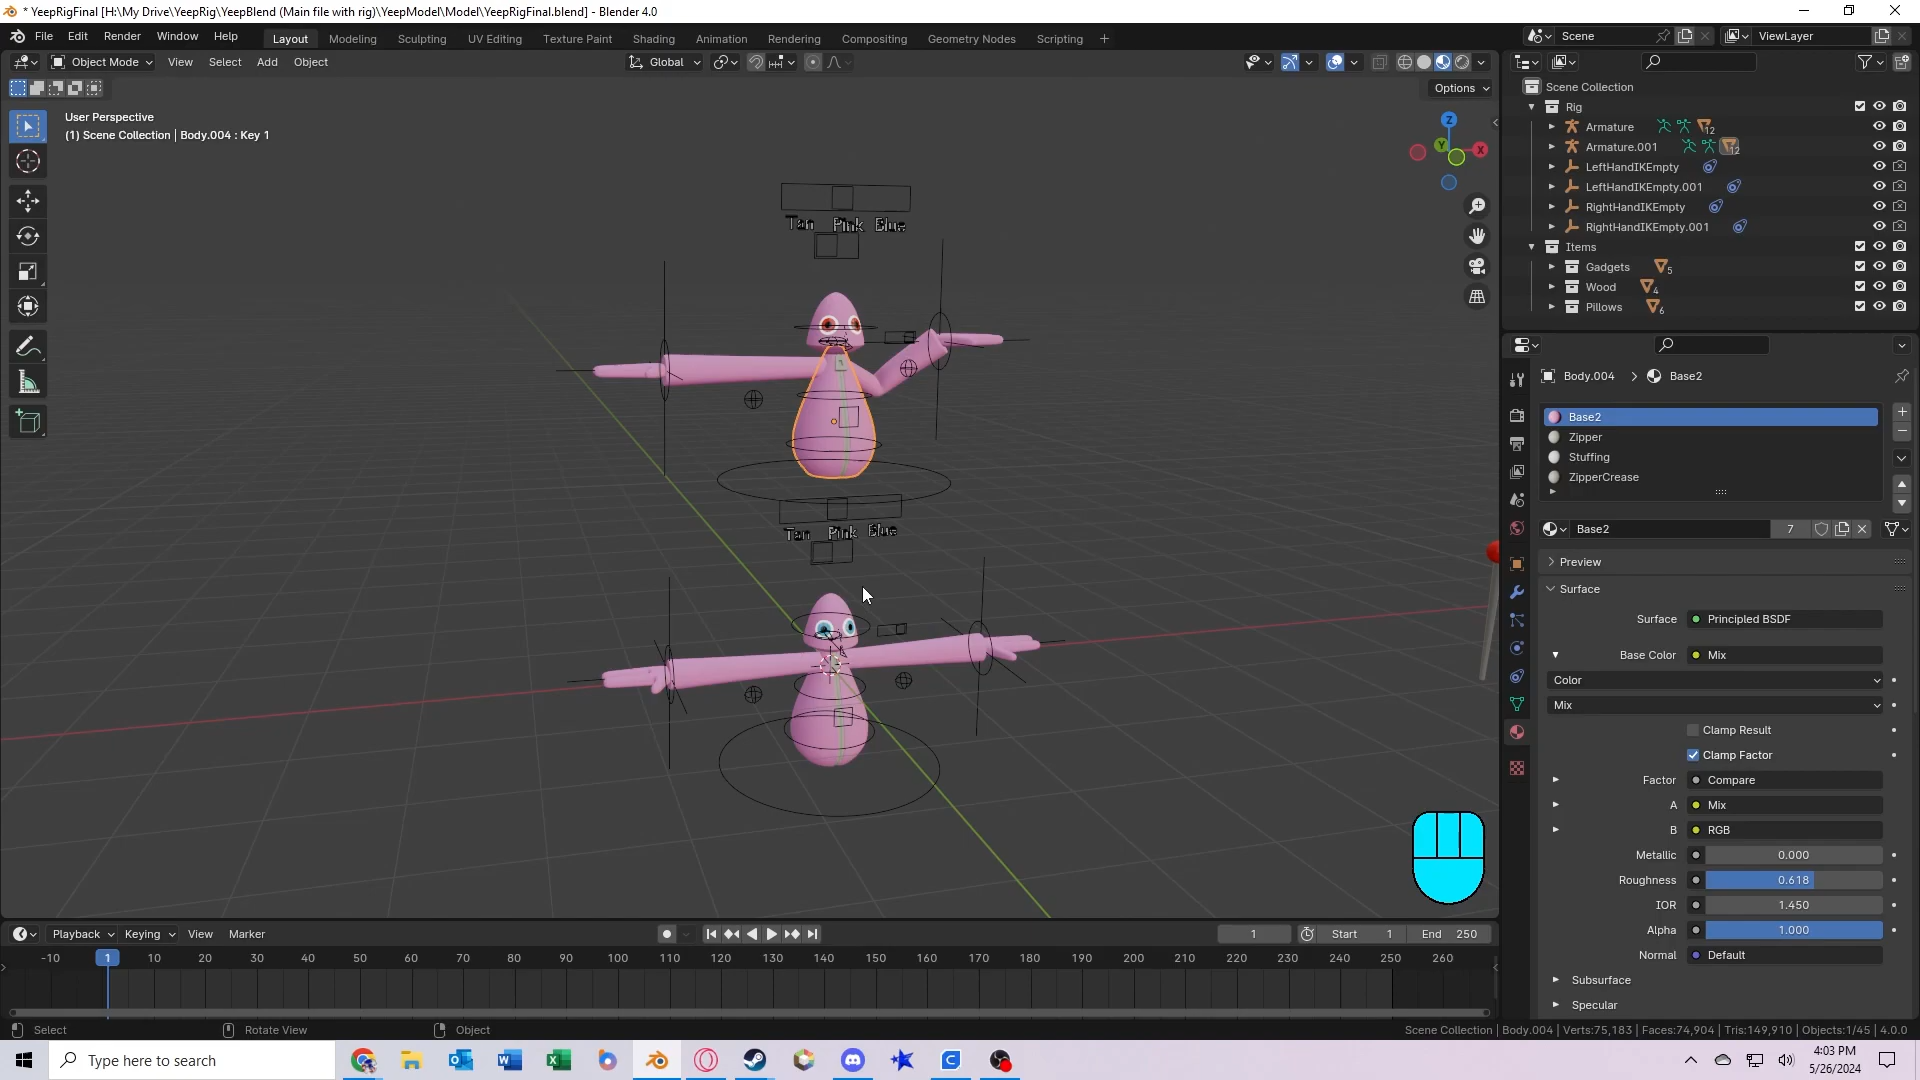 * YeepRigFinal [H:\My Drive\YeepRig\YeepBlend (Main file with rig)\YeepModel\Model\YeepRigFinal.blend] - Blender 4.0
File Edit Render Window Help Layout Modeling Sculpting UV Editing Texture Paint Shading Animation Rendering Compositing Geometry Nodes Scripting + Scene ViewLayer
Object Mode View Select Add Object Global
Options
User Perspective
(1) Scene Collection | Body.004 : Key 1
Z
Y
X
Tan Pink Blue
Tan Pink Blue
Scene Collection
Rig
Armature 12
Armature.001 12
LeftHandIKEmpty
LeftHandIKEmpty.001
RightHandIKEmpty
RightHandIKEmpty.001
Items
Gadgets 5
Wood 4
Pillows 6
Body.004 > Base2
Base2
Zipper
Stuffing
ZipperCrease
Base2 7
Preview
Surface
Surface Principled BSDF
Base Color Mix
Color
Mix
Clamp Result
Clamp Factor
Factor Compare
A Mix
B RGB
Metallic 0.000
Roughness 0.618
IOR 1.450
Alpha 1.000
Normal Default
Subsurface
Specular
Playback Keying View Marker 1 Start 1 End 250
-10 1 10 20 30 40 50 60 70 80 90 100 110 120 130 140 150 160 170 180 190 200 210 220 230 240 250 260
Select Rotate View Object Scene Collection | Body.004 | Verts:75,183 | Faces:74,904 | Tris:149,910 | Objects:1/45 | 4.0.0
Type here to search
4:03 PM
5/26/2024